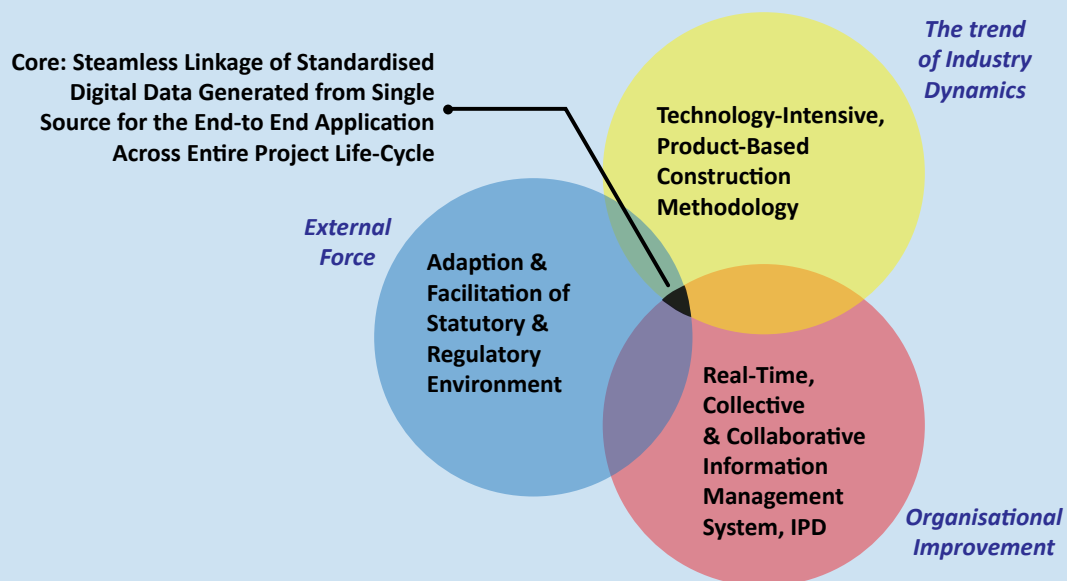 Core: Steamless Linkage of Standardised
Digital Data Generated from Single
Source for the End-to End Application
Across Entire Project Life-Cycle
The trend
of Industry
Dynamics
Technology-Intensive,
Product-Based
Construction
Methodology
External
Force
Adaption &
Facilitation of
Statutory &
Regulatory
Environment
Real-Time,
Collective
& Collaborative
Information
Management
System, IPD
Organisational
Improvement